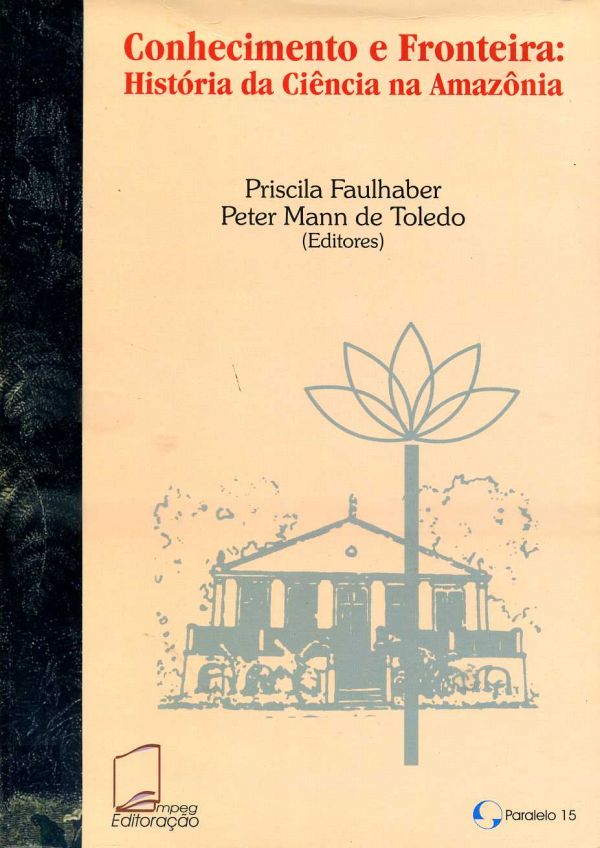 Conhecimento e Fronteira:
História da Ciência na Amazônia
Priscila Faulhaber
Peter Mann de Toledo
(Editores)
mpeg
Editoração
Paralelo 15